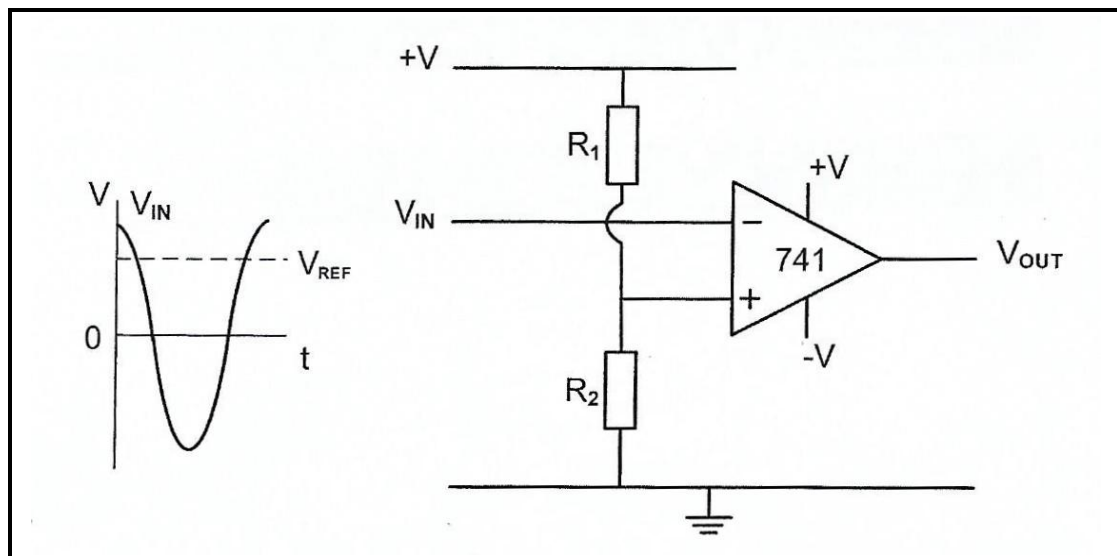 +V
R₁
V V_IN
V_REF
0
t
V_IN
−
741
+
+V
-V
V_OUT
R₂